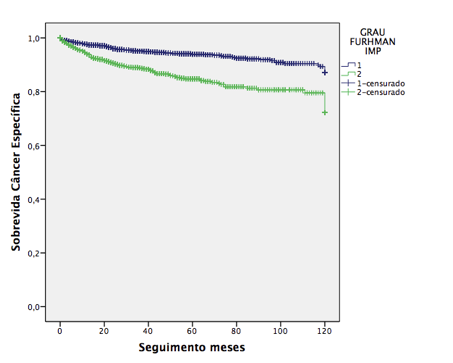 1,0
0,8
0,6
0,4
0,2
0,0
Sobrevida Câncer Específica
0 20 40 60 80 100 120
Seguimento meses
GRAU
FURHMAN
IMP
1
2
1-censurado
2-censurado